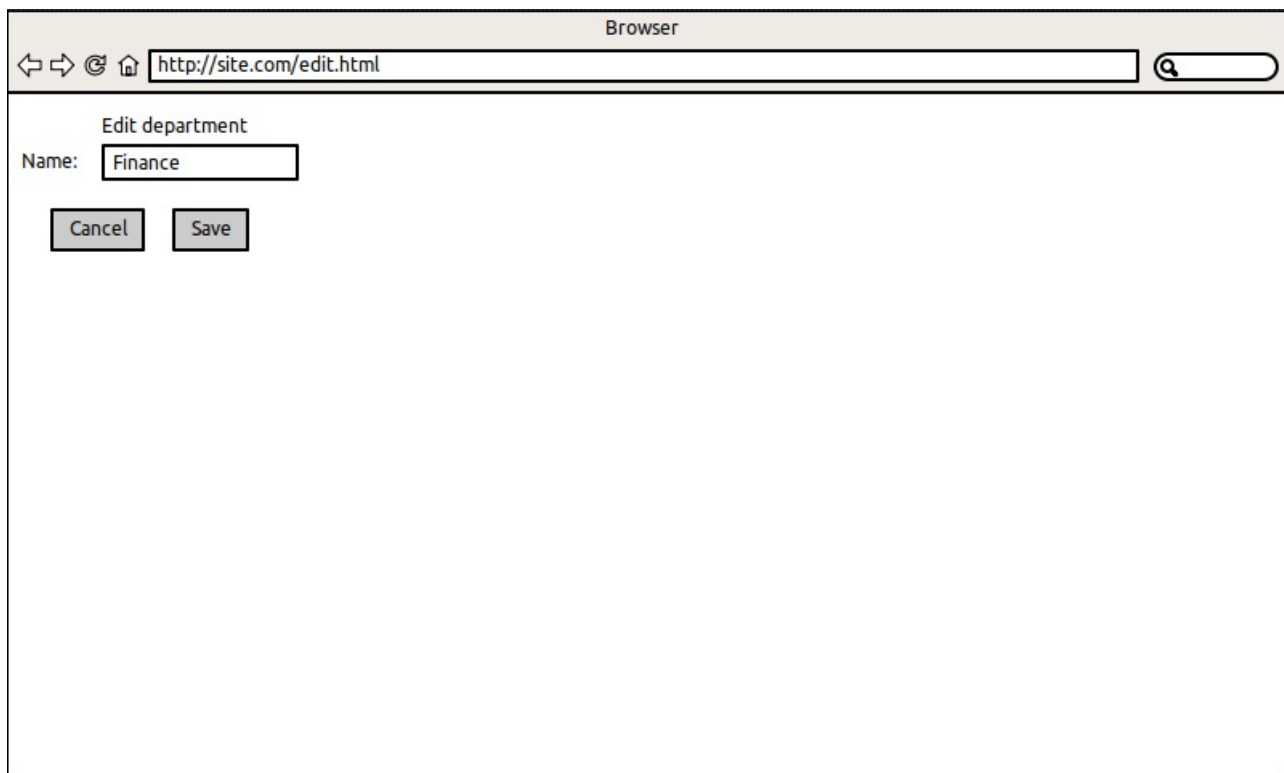 Browser
http://site.com/edit.html
Edit department
Name: Finance
Cancel Save